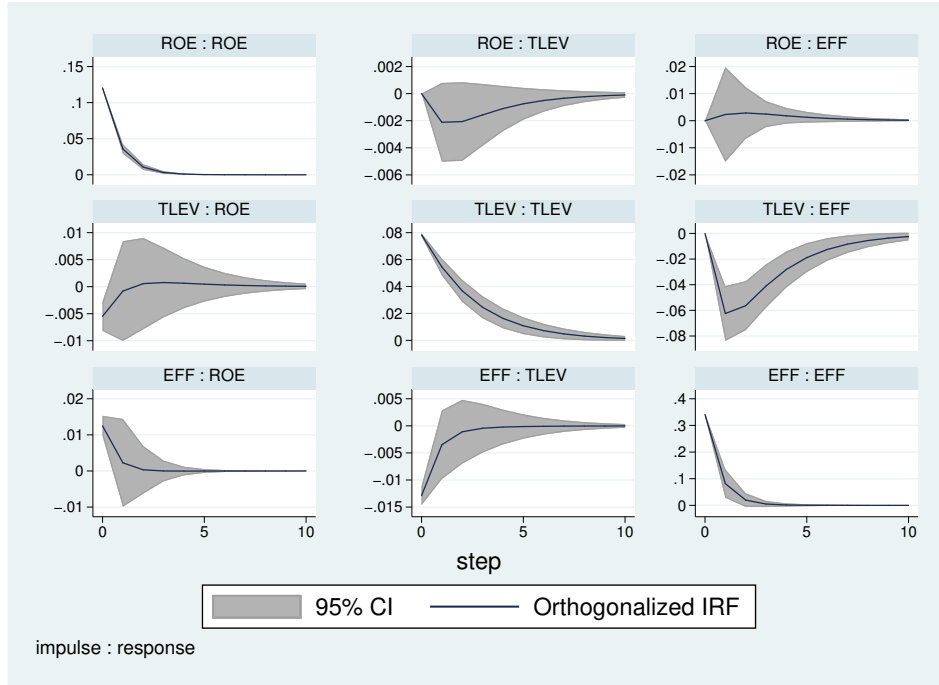 ROE : ROE
ROE : TLEV
ROE : EFF
.15
.1
.05
0
.002
0
−.002
−.004
−.006
.02
.01
0
−.01
−.02
TLEV : ROE
TLEV : TLEV
TLEV : EFF
.01
.005
0
−.005
−.01
.08
.06
.04
.02
0
0
−.02
−.04
−.06
−.08
EFF : ROE
EFF : TLEV
EFF : EFF
.02
.01
0
−.01
.005
0
−.005
−.01
−.015
.4
.3
.2
.1
0
0 5 10
0 5 10
0 5 10
step
95% CI
Orthogonalized IRF
impulse : response